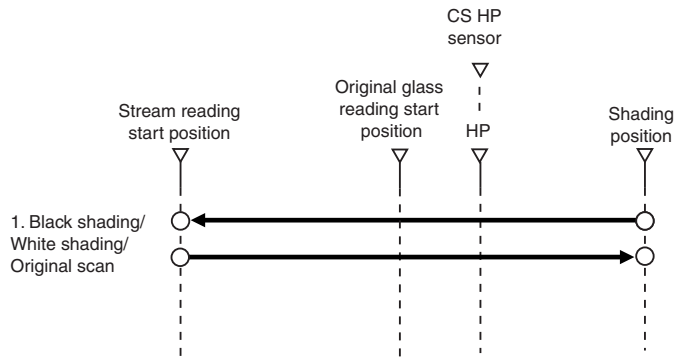 CS HP
sensor
Stream reading
start position
Original glass
reading start
position
HP
Shading
position
1. Black shading/
White shading/
Original scan